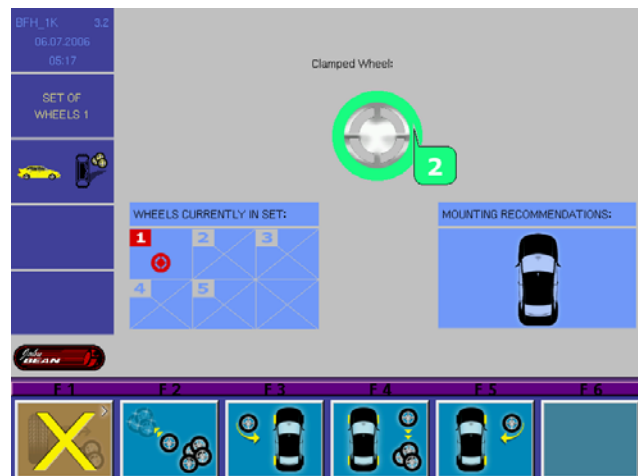 BFH_1K 3.2
06.07.2006
05:17
SET OF
WHEELS 1
Clamped Wheel:
2
WHEELS CURRENTLY IN SET:
1 2 3
4 5
MOUNTING RECOMMENDATIONS:
John
BEAN
F 1 F 2 F 3 F 4 F 5 F 6